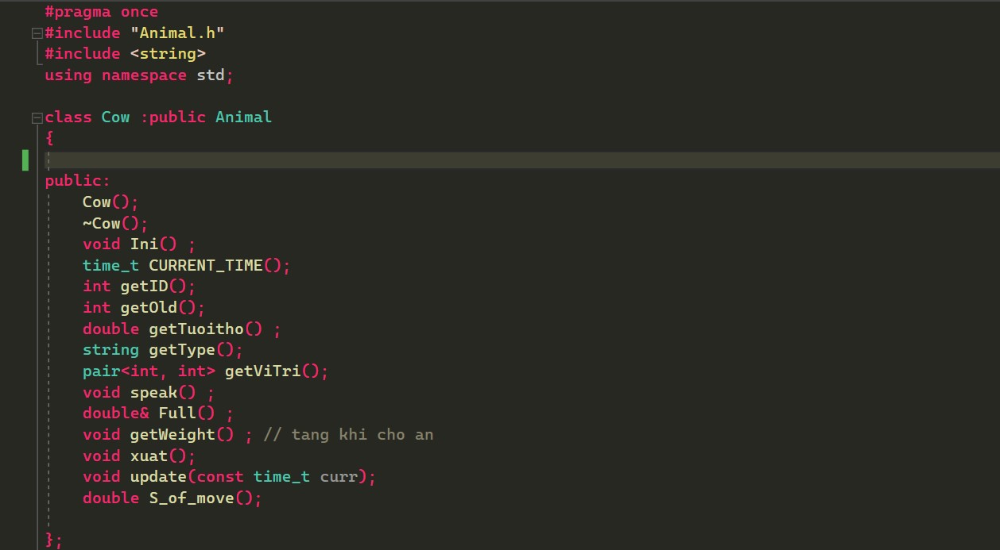 #pragma once
#include "Animal.h"
#include <string>
using namespace std;
class Cow :public Animal
{
public:
Cow();
~Cow();
void Ini() ;
time_t CURRENT_TIME();
int getID();
int getOld();
double getTuoitho() ;
string getType();
pair<int, int> getViTri();
void speak() ;
double& Full() ;
void getWeight() ; // tang khi cho an
void xuat();
void update(const time_t curr);
double S_of_move();
};